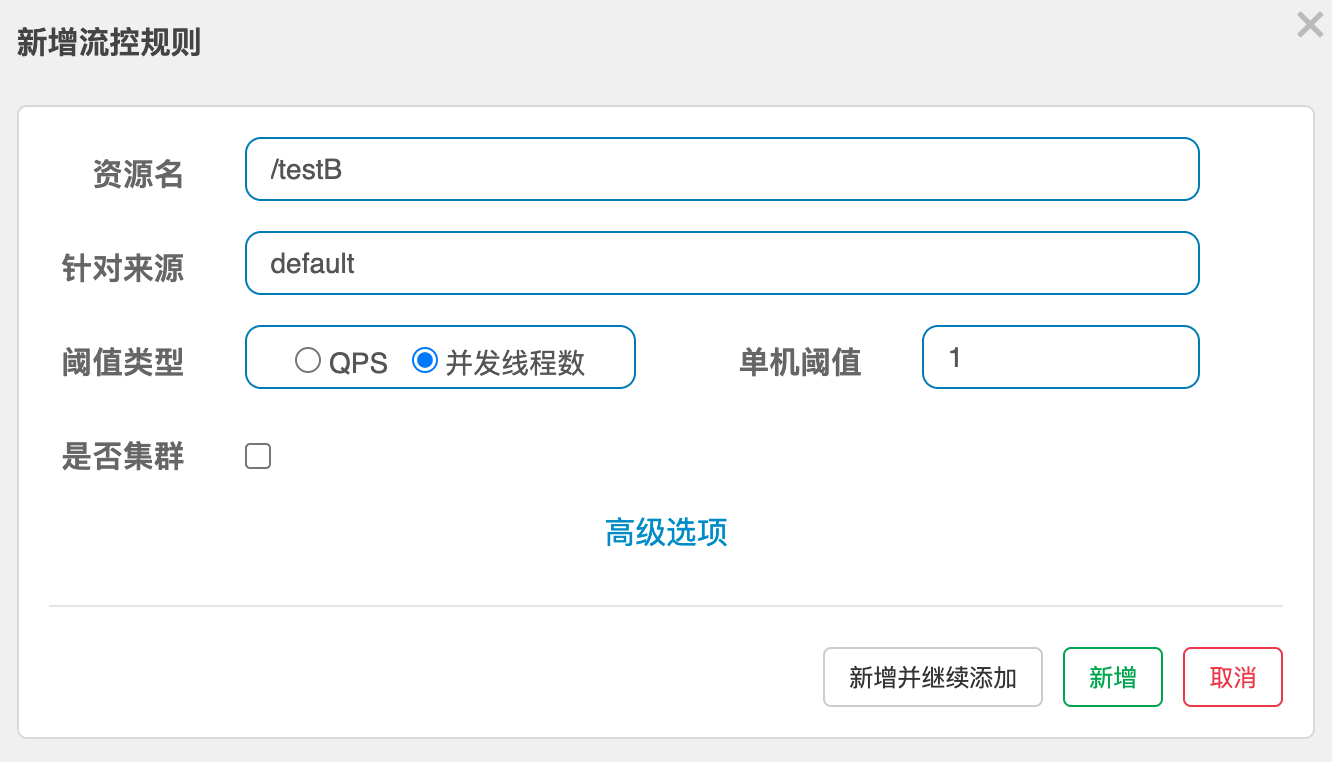 新增流控规则
资源名 /testB
针对来源 default
阈值类型 QPS 并发线程数 单机阈值 1
是否集群
高级选项
新增并继续添加 新增 取消